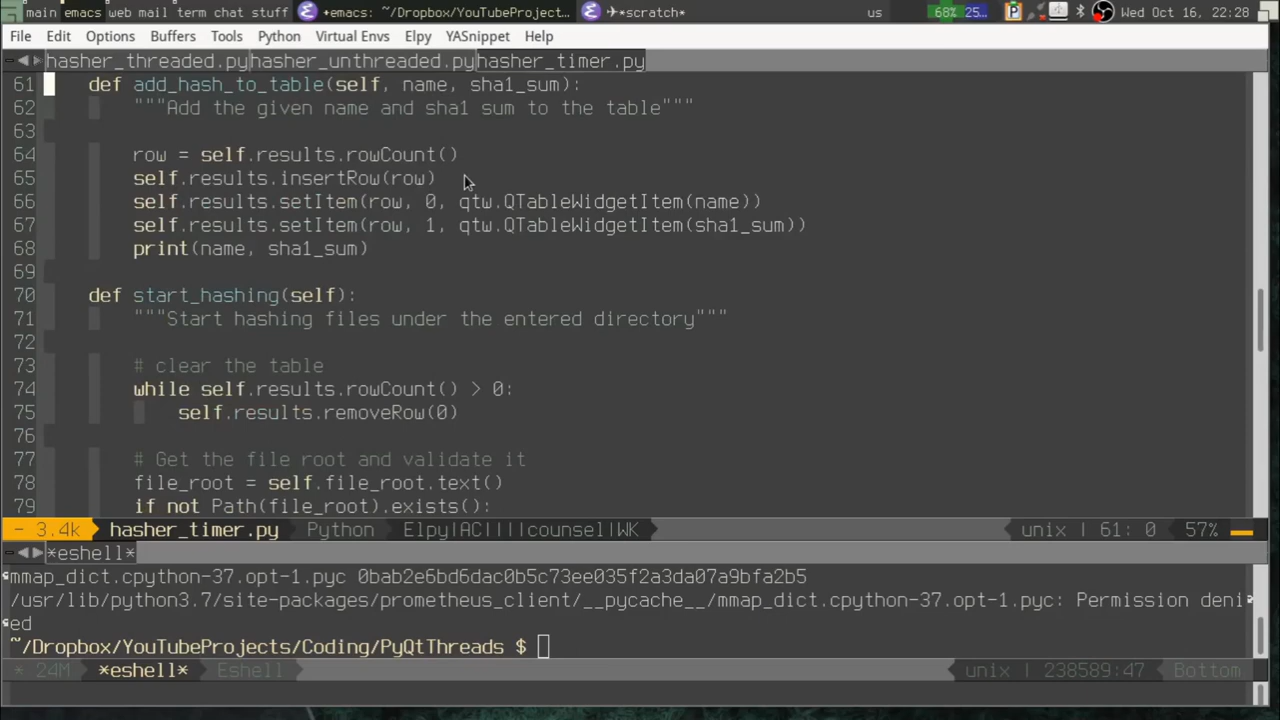 main emacs web mail term chat stuff +emacs: ~/Dropbox/YouTubeProject... ✈*scratch* us 68% 25... Wed Oct 16, 22:28
File Edit Options Buffers Tools Python Virtual Envs Elpy YASnippet Help
hasher_threaded.py hasher_unthreaded.py hasher_timer.py
61 def add_hash_to_table(self, name, sha1_sum):
62 """Add the given name and sha1 sum to the table"""
63
64 row = self.results.rowCount()
65 self.results.insertRow(row)
66 self.results.setItem(row, 0, qtw.QTableWidgetItem(name))
67 self.results.setItem(row, 1, qtw.QTableWidgetItem(sha1_sum))
68 print(name, sha1_sum)
69
70 def start_hashing(self):
71 """Start hashing files under the entered directory"""
72
73 # clear the table
74 while self.results.rowCount() > 0:
75 self.results.removeRow(0)
76
77 # Get the file root and validate it
78 file_root = self.file_root.text()
79 if not Path(file_root).exists():
- 3.4k hasher_timer.py Python Elpy|AC||||counsel|WK unix | 61: 0 57%
*eshell*
mmap_dict.cpython-37.opt-1.pyc 0bab2e6bd6dac0b5c73ee035f2a3da07a9bfa2b5
/usr/lib/python3.7/site-packages/prometheus_client/__pycache__/mmap_dict.cpython-37.opt-1.pyc: Permission deni
ed
~/Dropbox/YouTubeProjects/Coding/PyQtThreads $
* 24M *eshell* Eshell unix | 238589:47 Bottom